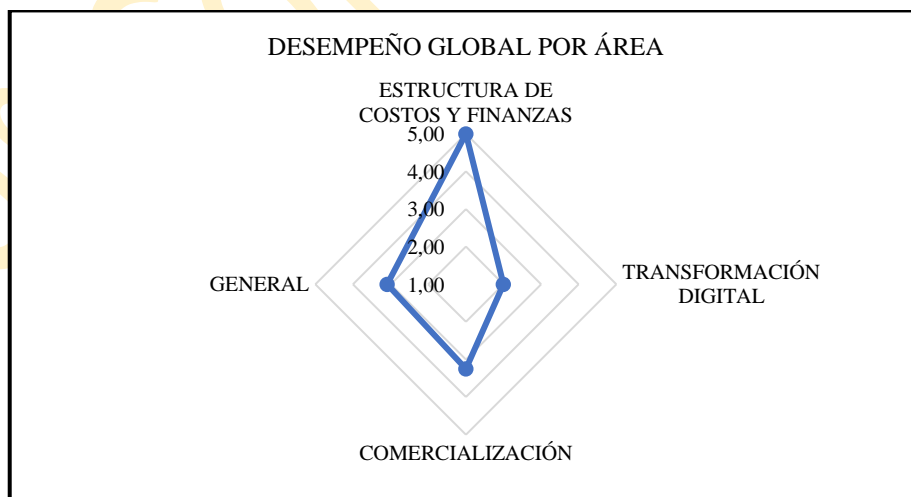 DESEMPEÑO GLOBAL POR ÁREA
ESTRUCTURA DE
COSTOS Y FINANZAS
5,00
4,00
3,00
2,00
GENERAL
1,00
TRANSFORMACIÓN
DIGITAL
COMERCIALIZACIÓN